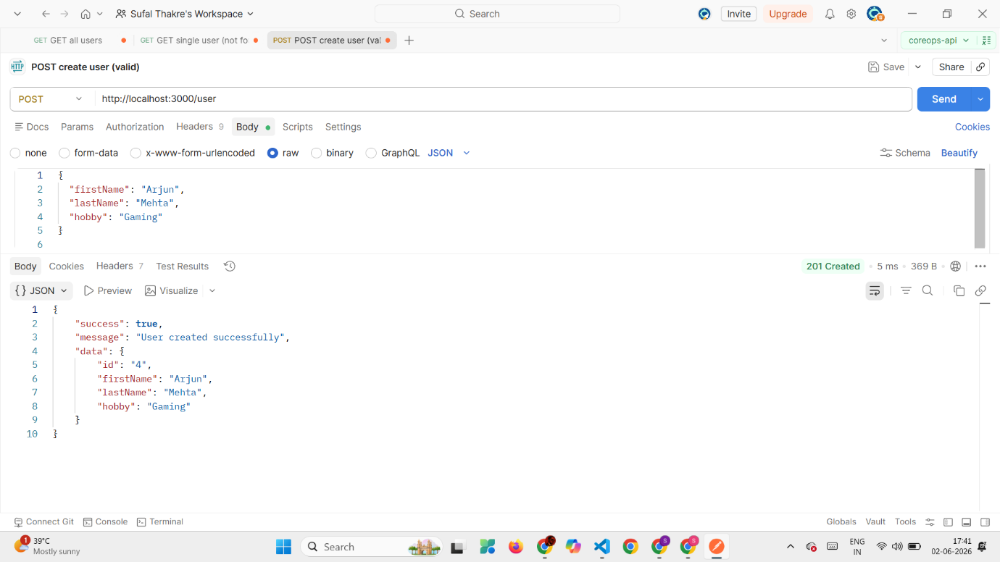 Sufal Thakre's Workspace
Search
Invite
Upgrade
GET GET all users
GET GET single user (not fo
POST POST create user (val
coreops-api
HTTP POST create user (valid)
Save
Share
POST
http://localhost:3000/user
Send
Docs
Params
Authorization
Headers 9
Body
Scripts
Settings
Cookies
none
form-data
x-www-form-urlencoded
raw
binary
GraphQL
JSON
Schema
Beautify
1 {
2 "firstName": "Arjun",
3 "lastName": "Mehta",
4 "hobby": "Gaming"
5 }
6
Body
Cookies
Headers 7
Test Results
201 Created
5 ms
369 B
{ } JSON
Preview
Visualize
1 {
2 "success": true,
3 "message": "User created successfully",
4 "data": {
5 "id": "4",
6 "firstName": "Arjun",
7 "lastName": "Mehta",
8 "hobby": "Gaming"
9 }
10 }
Connect Git
Console
Terminal
Globals
Vault
Tools
1
39°C
Mostly sunny
Search
S
S
ENG
IN
17:41
02-06-2026